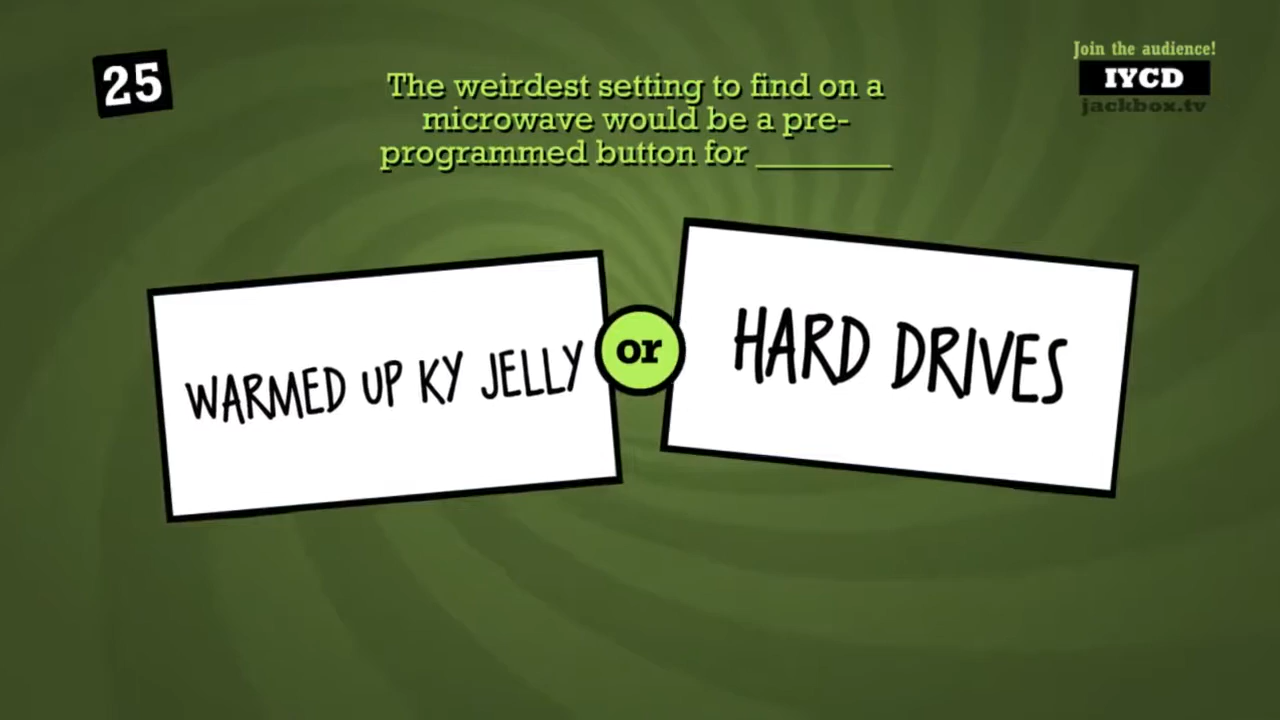 25
Join the audience!
IYCD
jackbox.tv
The weirdest setting to find on a
microwave would be a pre-
programmed button for ________
WARMED UP KY JELLY
or
HARD DRIVES